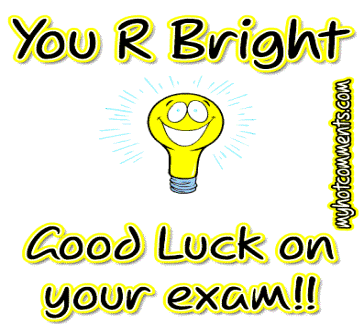 You R Bright
myhotcomments.com
Good Luck on
your exam!!